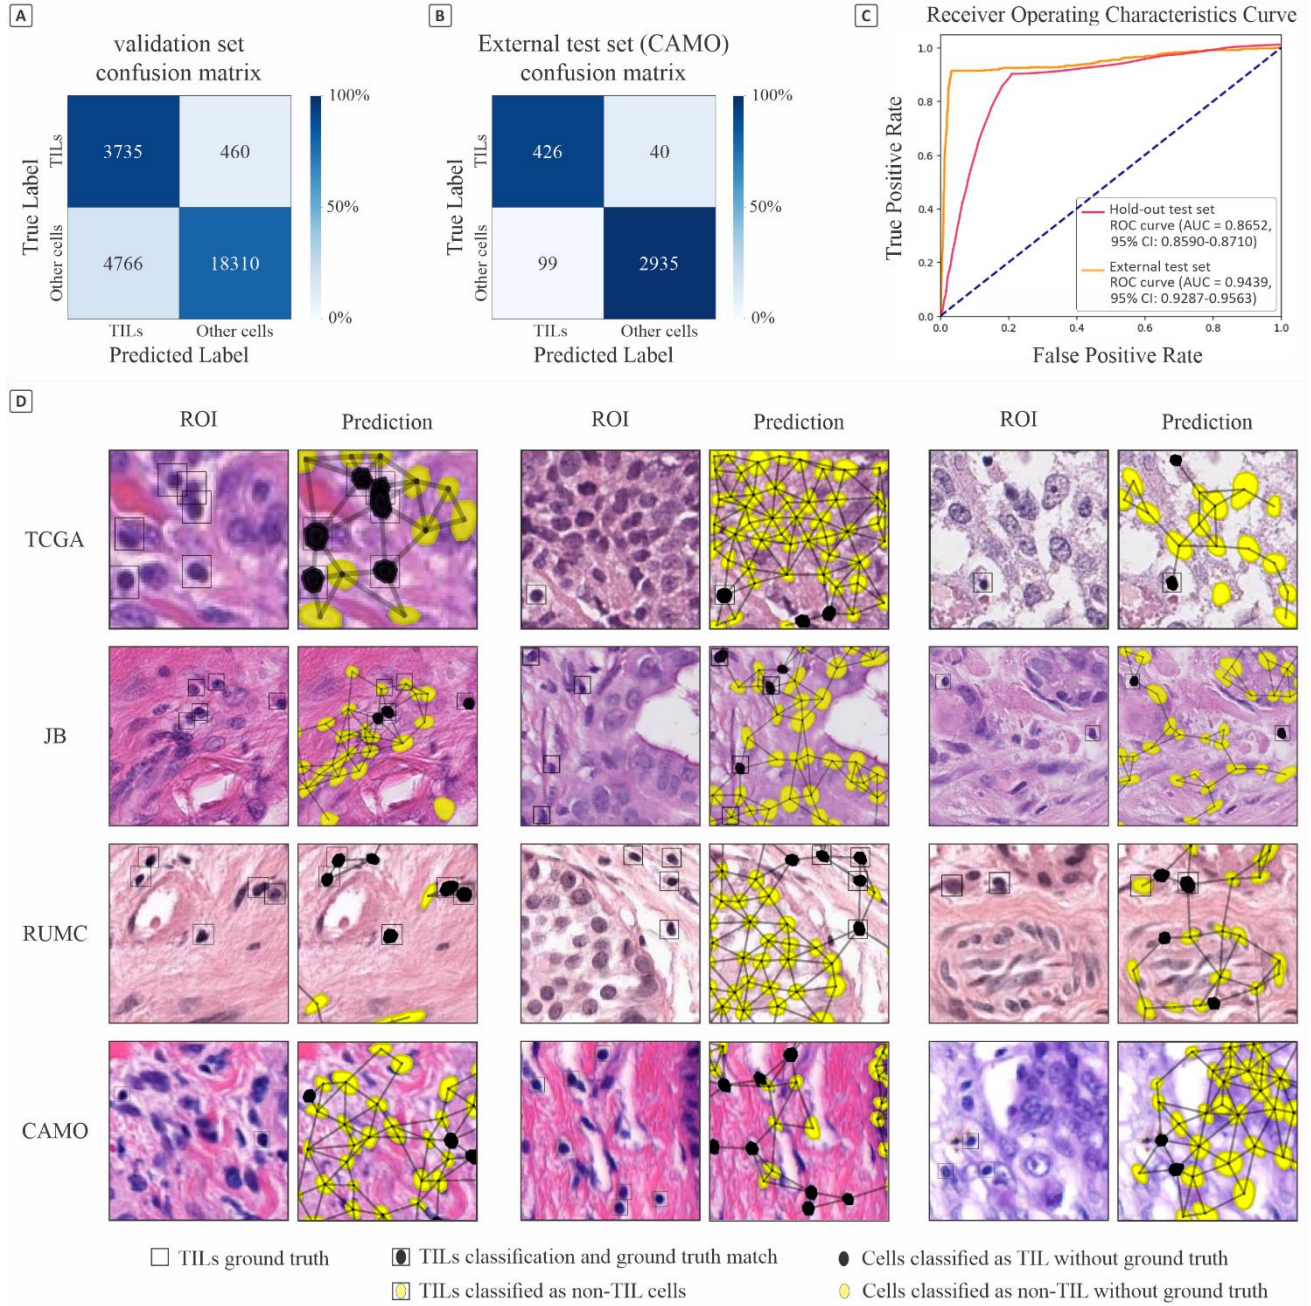 A
validation set
confusion matrix
True Label
TILs
Other cells
3735
460
4766
18310
TILs
Other cells
Predicted Label
100%
50%
0%
B
External test set (CAMO)
confusion matrix
True Label
TILs
Other cells
426
40
99
2935
TILs
Other cells
Predicted Label
100%
50%
0%
C
Receiver Operating Characteristics Curve
True Positive Rate
1.0
0.8
0.6
0.4
0.2
0.0
0.0
0.2
0.4
0.6
0.8
1.0
False Positive Rate
Hold-out test set
ROC curve (AUC = 0.8652,
95% CI: 0.8590-0.8710)
External test set
ROC curve (AUC = 0.9439,
95% CI: 0.9287-0.9563)
D
ROI
Prediction
ROI
Prediction
ROI
Prediction
TCGA
JB
RUMC
CAMO
TILs ground truth
TILs classification and ground truth match
Cells classified as TIL without ground truth
TILs classified as non-TIL cells
Cells classified as non-TIL without ground truth